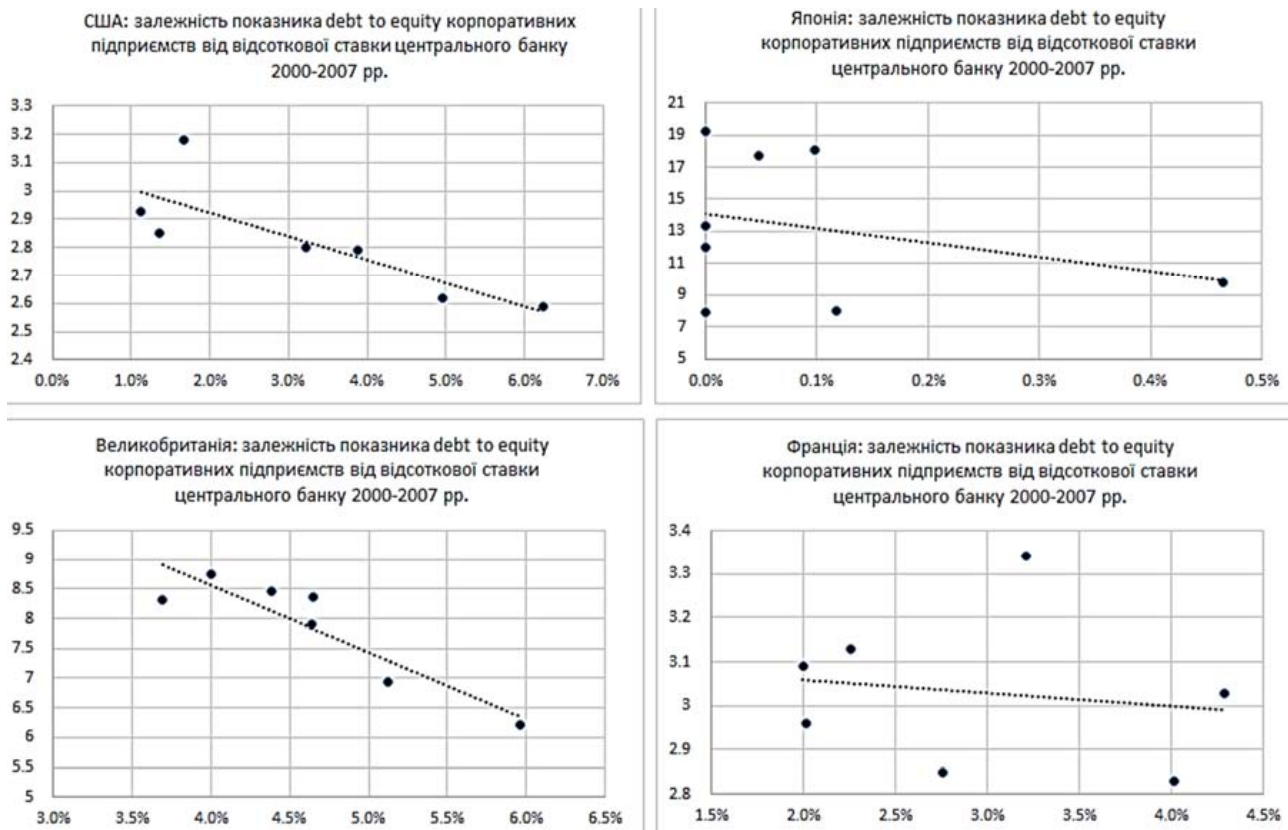 США: залежність показника debt to equity корпоративних
підприємств від відсоткової ставки центрального банку
2000-2007 рр.
3.3
3.2
3.1
3
2.9
2.8
2.7
2.6
2.5
2.4
0.0% 1.0% 2.0% 3.0% 4.0% 5.0% 6.0% 7.0%
Японія: залежність показника debt to equity
корпоративних підприємств від відсоткової ставки
центрального банку 2000-2007 рр.
21
19
17
15
13
11
9
7
5
0.0% 0.1% 0.2% 0.3% 0.4% 0.5%
Великобританія: залежність показника debt to equity
корпоративних підприємств від відсоткової ставки
центрального банку 2000-2007 рр.
9.5
9
8.5
8
7.5
7
6.5
6
5.5
5
3.0% 3.5% 4.0% 4.5% 5.0% 5.5% 6.0% 6.5%
Франція: залежність показника debt to equity
корпоративних підприємств від відсоткової ставки
центрального банку 2000-2007 рр.
3.4
3.3
3.2
3.1
3
2.9
2.8
1.5% 2.0% 2.5% 3.0% 3.5% 4.0% 4.5%